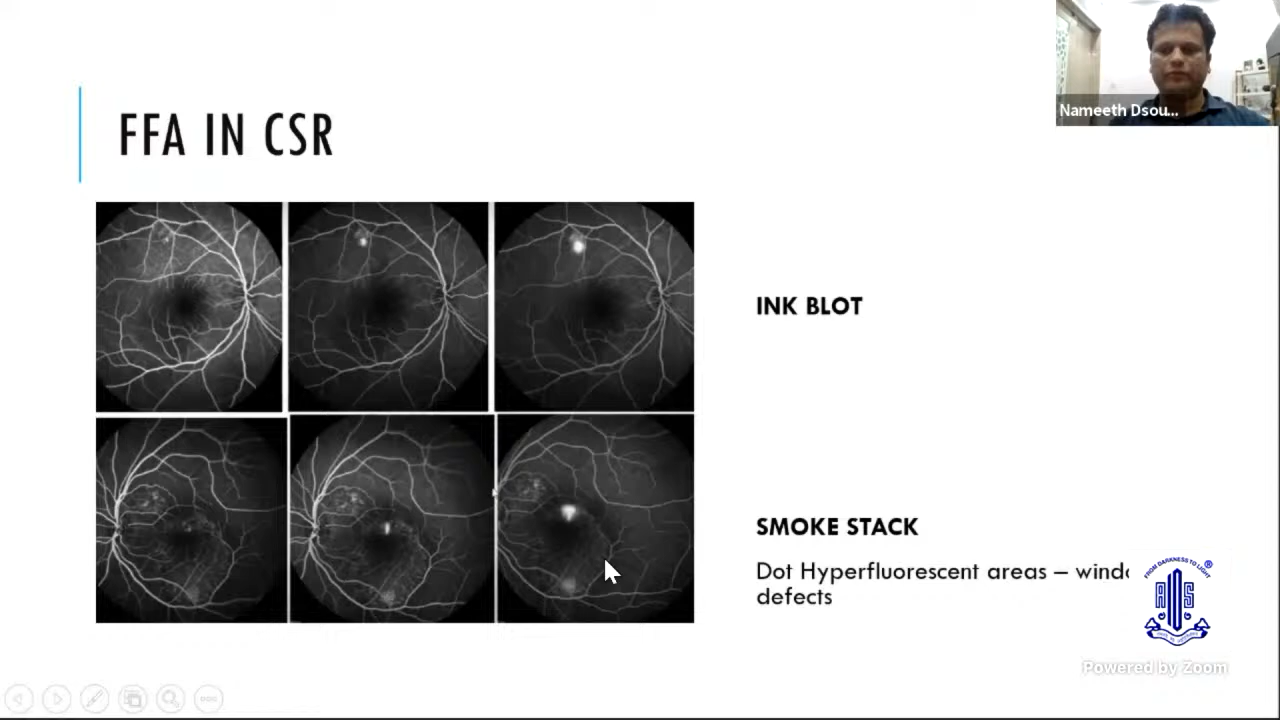 FFA IN CSR
Nameeth Dsou...
INK BLOT
SMOKE STACK
Dot Hyperfluorescent areas –
defects
FROM DARKNESS TO LIGHT
®
AIOS
Powered by Zoom